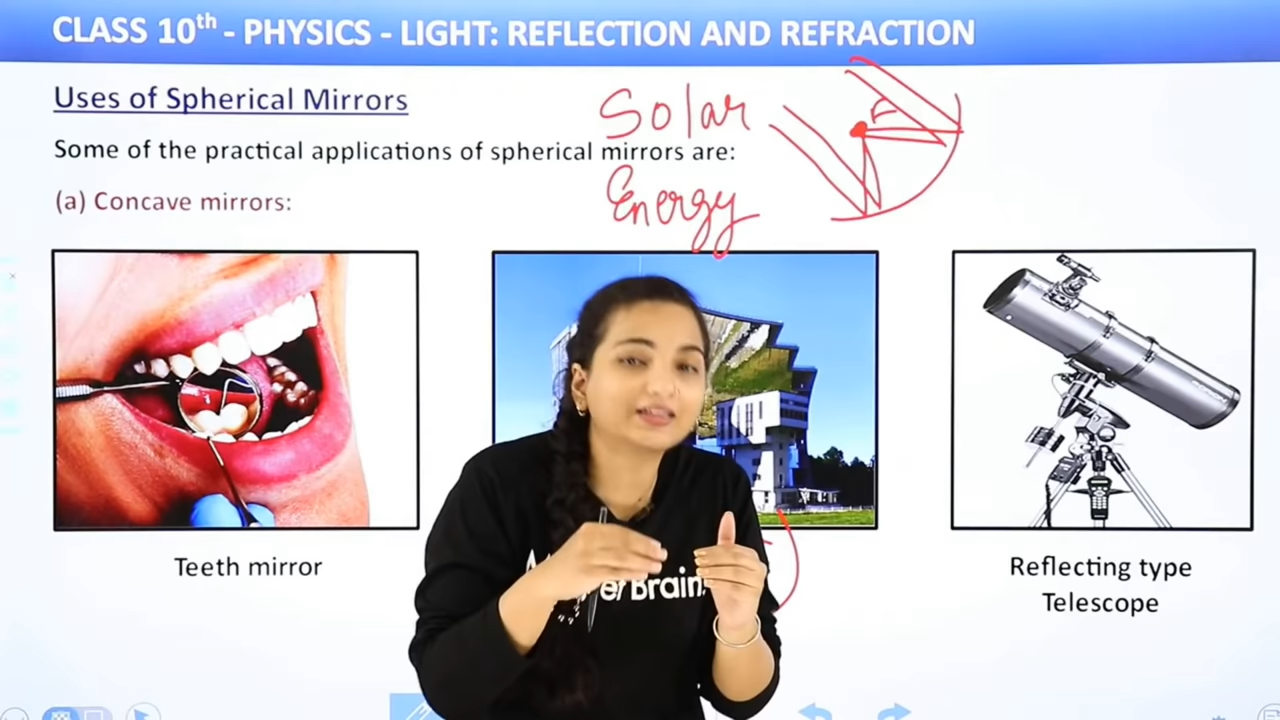 CLASS 10th - PHYSICS - LIGHT: REFLECTION AND REFRACTION
Uses of Spherical Mirrors
Solar
Some of the practical applications of spherical mirrors are:
Energy
(a) Concave mirrors:
Teeth mirror
Reflecting type
Telescope